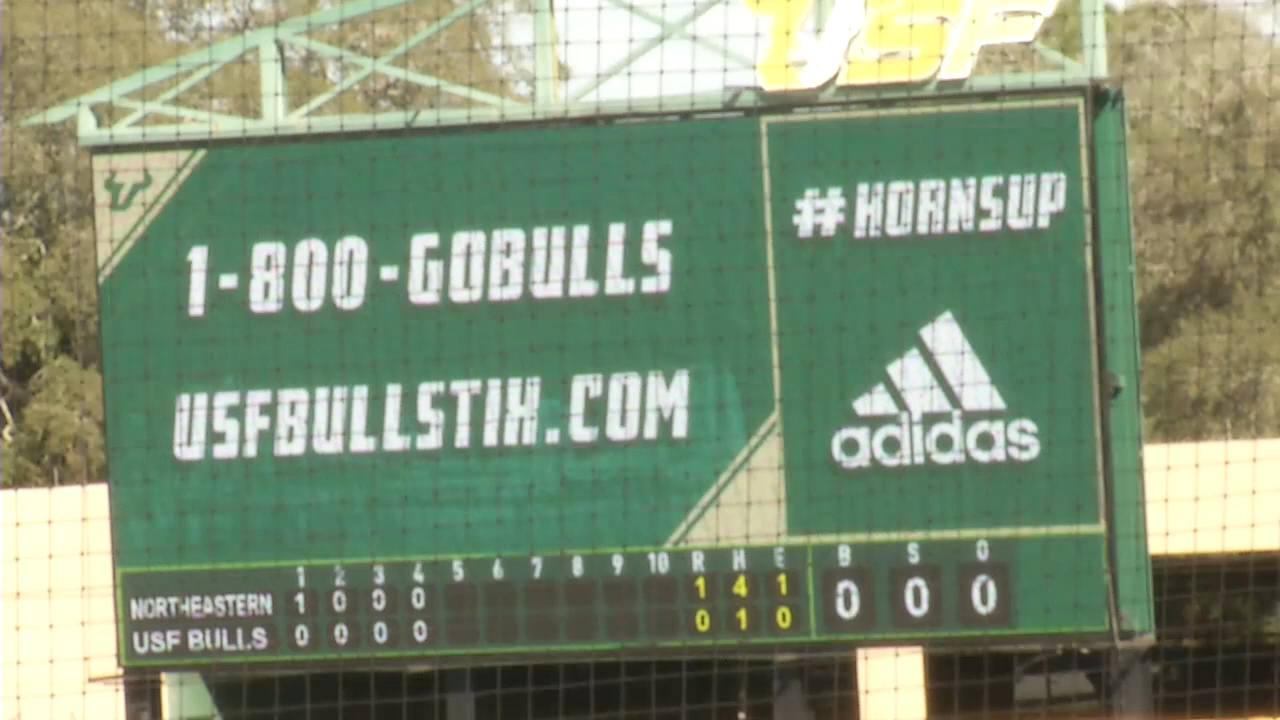 USF
1-800-GOBULLS
USFBULLSTIX.COM
#HORNSUP
adidas
1 2 3 4 5 6 7 8 9 10 R H E B S O
NORTHEASTERN 1 0 0 0 1 4 1 0 0 0
USF BULLS 0 0 0 0 0 1 0